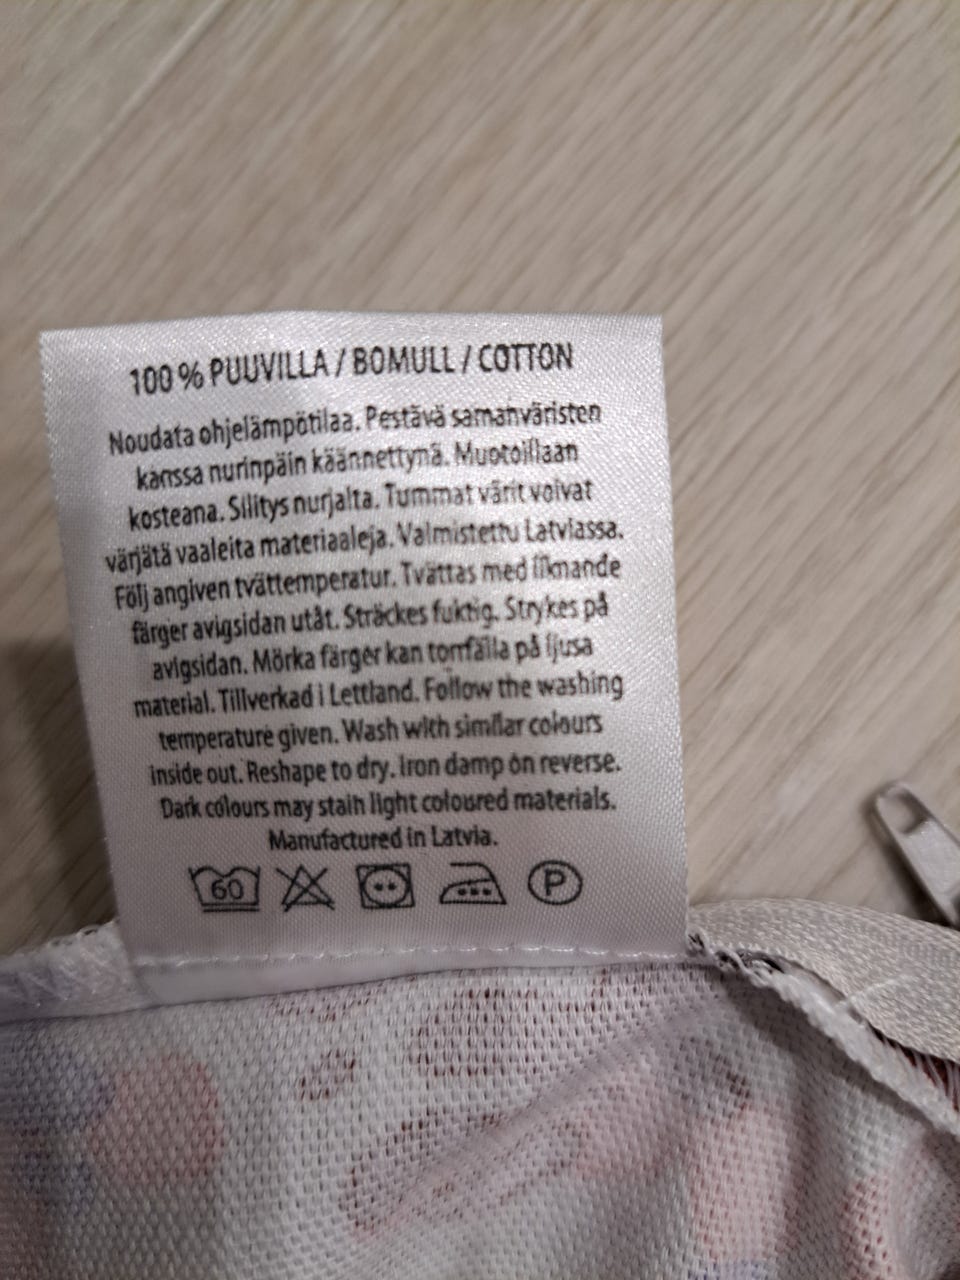 100 % PUUVILLA / BOMULL / COTTON
Noudata ohjelämpötilaa. Pestävä samanväristen
kanssa nurinpäin käännettynä. Muotoillaan
kosteana. Silitys nurjalta. Tummat värit voivat
värjätä vaaleita materiaaleja. Valmistettu Latviassa.
Följ angiven tvättemperatur. Tvättas med liknande
färger avigsidan utåt. Sträckes fuktig. Strykes på
avigsidan. Mörka färger kan torrfälla på ljusa
material. Tillverkad i Lettland. Follow the washing
temperature given. Wash with similar colours
inside out. Reshape to dry. Iron damp on reverse.
Dark colours may stain light coloured materials.
Manufactured in Latvia.
60 P